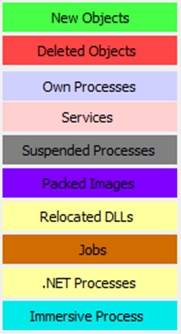 New Objects
Deleted Objects
Own Processes
Services
Suspended Processes
Packed Images
Relocated DLLs
Jobs
.NET Processes
Immersive Process